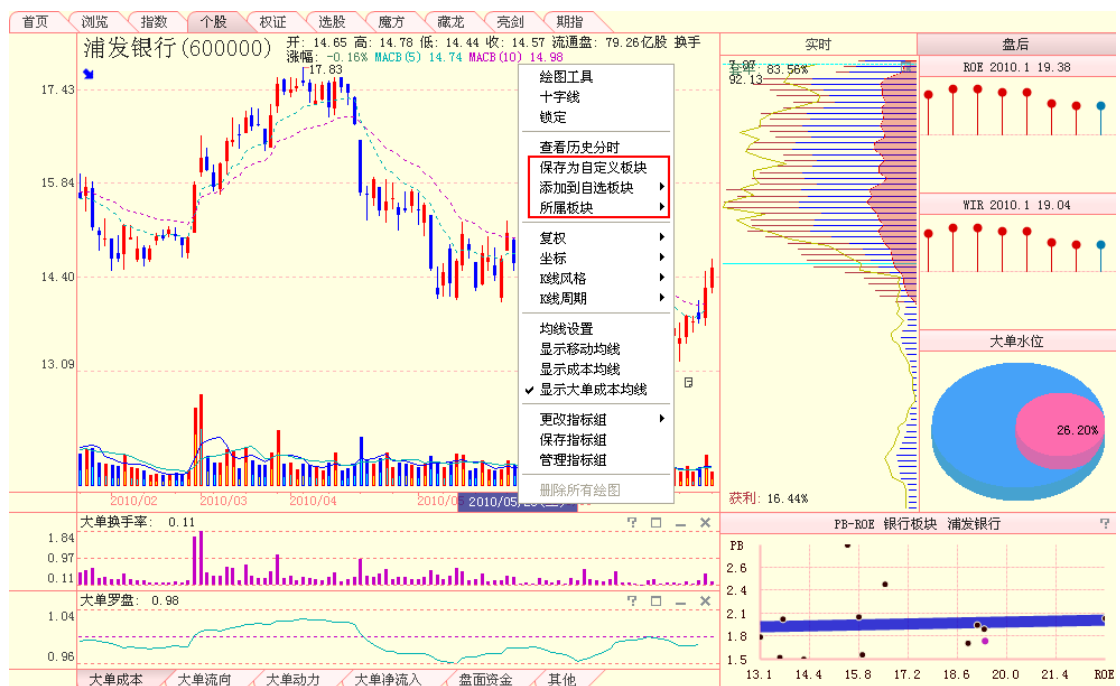 首页 浏览 指数 个股 权证 选股 魔方 藏龙 亮剑 期指
浦发银行(600000)
开: 14.65 高: 14.78 低: 14.44 收: 14.57 流通盘: 79.26亿股 换手
涨幅: -0.16% MACB(5) 14.74 MACB(10) 14.98
17.83
17.43
15.84
14.40
13.09
绘图工具
十字线
锁定
查看历史分时
保存为自定义板块
添加到自选板块
所属板块
复权
坐标
K线风格
K线周期
均线设置
显示移动均线
显示成本均线
显示大单成本均线
更改指标组
保存指标组
管理指标组
删除所有绘图
2010/02 2010/03 2010/04 2010/05
大单换手率: 0.11
1.84
0.97
0.11
大单罗盘: 0.98
1.04
0.96
大单成本 大单流向 大单动力 大单净流入 盘面资金 其他
实时
83.56%
92.13
获利: 16.44%
盘后
ROE 2010.1 19.38
WIR 2010.1 19.04
大单水位
26.20%
PB-ROE 银行板块 浦发银行 ?
PB
2.6
2.4
2.1
1.8
1.5
13.1 14.4 15.8 17.2 18.6 20.0 21.4 ROE